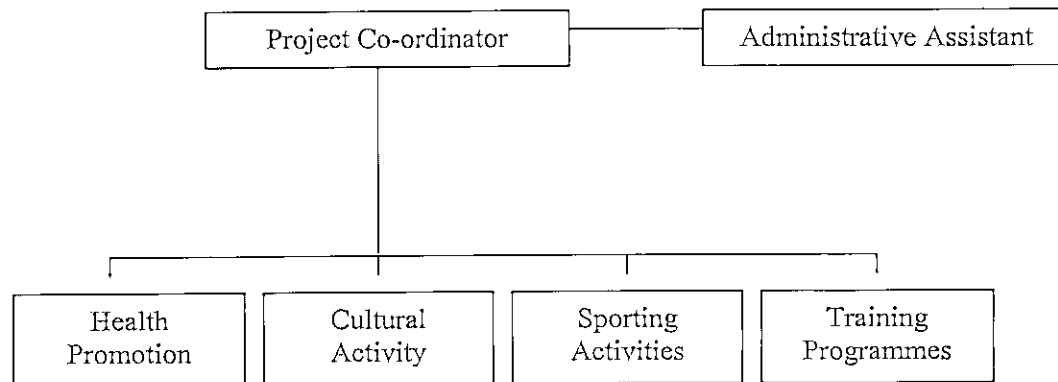 Project Co-ordinator
Administrative Assistant
Health
Promotion
Cultural
Activity
Sporting
Activities
Training
Programmes